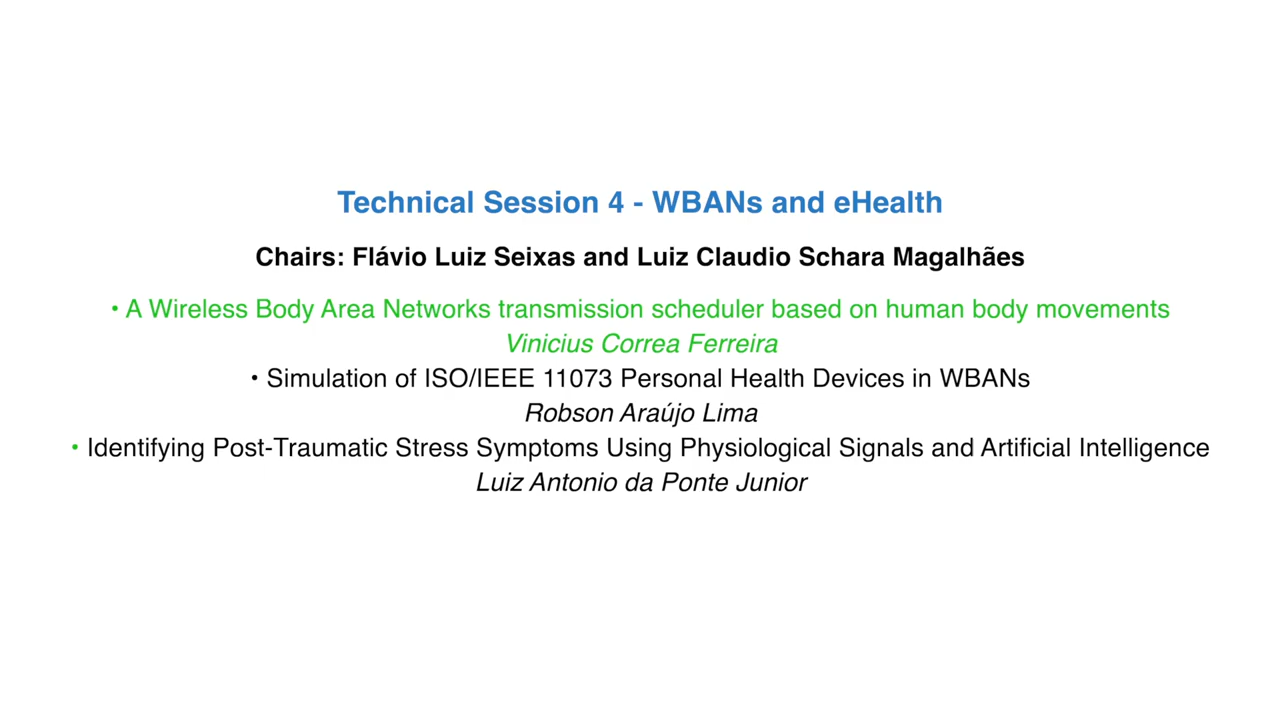 Technical Session 4 - WBANs and eHealth
Chairs: Flávio Luiz Seixas and Luiz Claudio Schara Magalhães
• A Wireless Body Area Networks transmission scheduler based on human body movements
Vinicius Correa Ferreira
• Simulation of ISO/IEEE 11073 Personal Health Devices in WBANs
Robson Araújo Lima
• Identifying Post-Traumatic Stress Symptoms Using Physiological Signals and Artificial Intelligence
Luiz Antonio da Ponte Junior